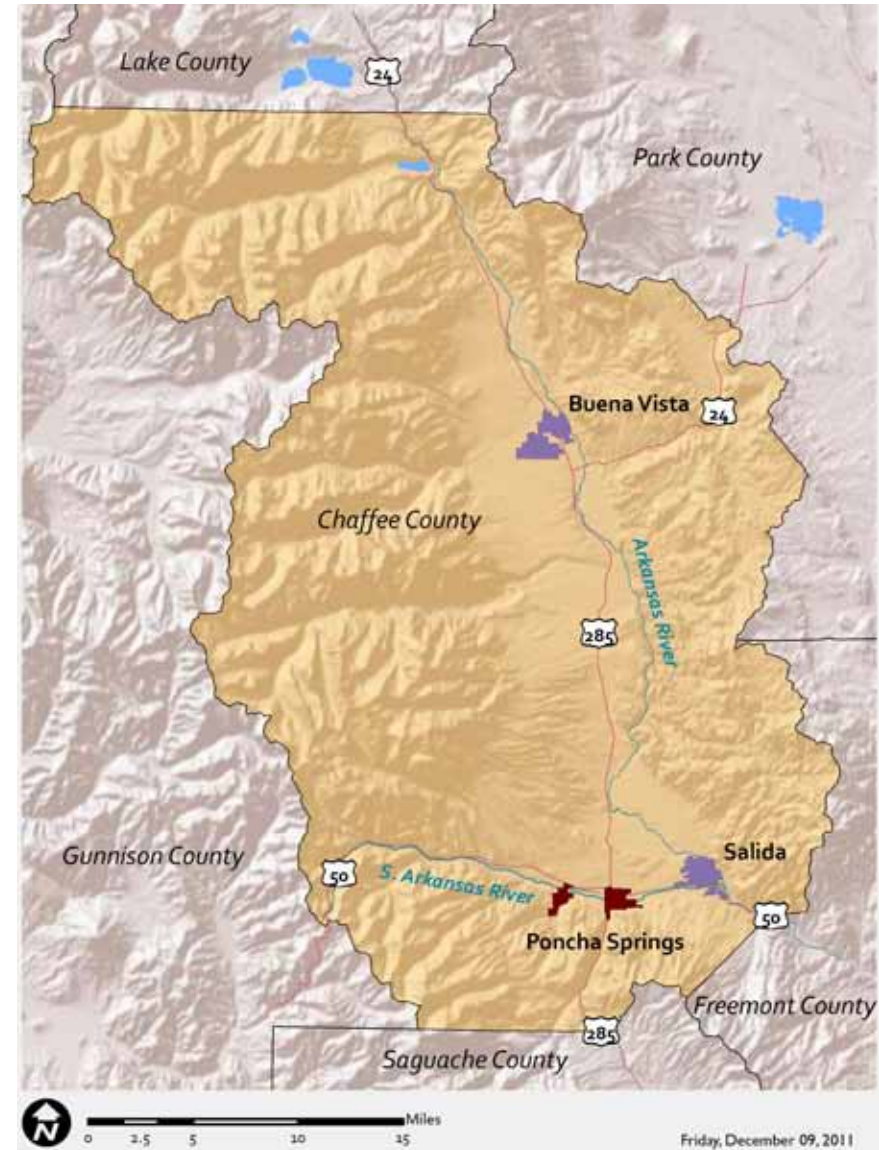 Lake County
24
Park County
Buena Vista
24
Chaffee County
Arkansas River
285
Salida
Gunnison County
50
S. Arkansas River
50
Poncha Springs
Freemont County
285
Saguache County
N
Miles
0 2.5 5 10 15
Friday, December 09, 2011